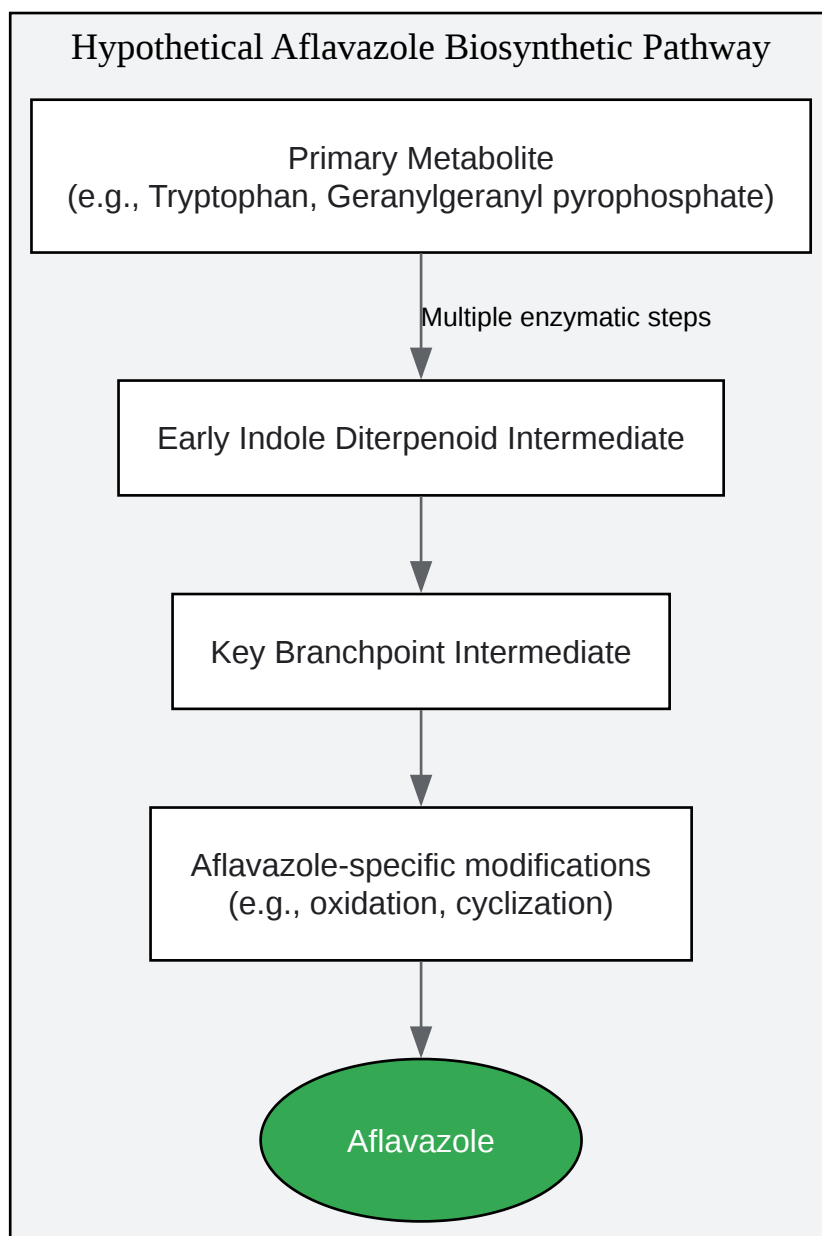 Hypothetical Aflavazole Biosynthetic Pathway
Primary Metabolite
(e.g., Tryptophan, Geranylgeranyl pyrophosphate)
Multiple enzymatic steps
Early Indole Diterpenoid Intermediate
Key Branchpoint Intermediate
Aflavazole-specific modifications
(e.g., oxidation, cyclization)
Aflavazole